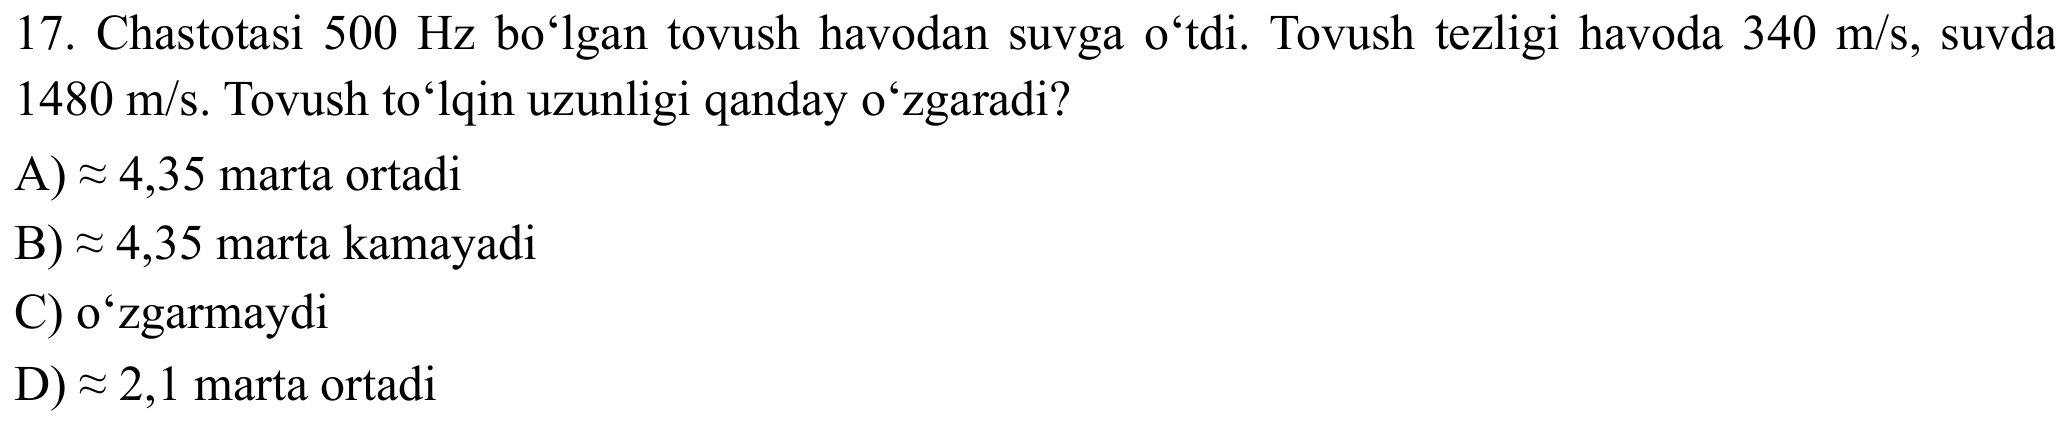 17. Chastotasi 500 Hz bo‘lgan tovush havodan suvga o‘tdi. Tovush tezligi havoda 340 m/s, suvda
1480 m/s. Tovush to‘lqin uzunligi qanday o‘zgaradi?
A) ≈ 4,35 marta ortadi
B) ≈ 4,35 marta kamayadi
C) o‘zgarmaydi
D) ≈ 2,1 marta ortadi